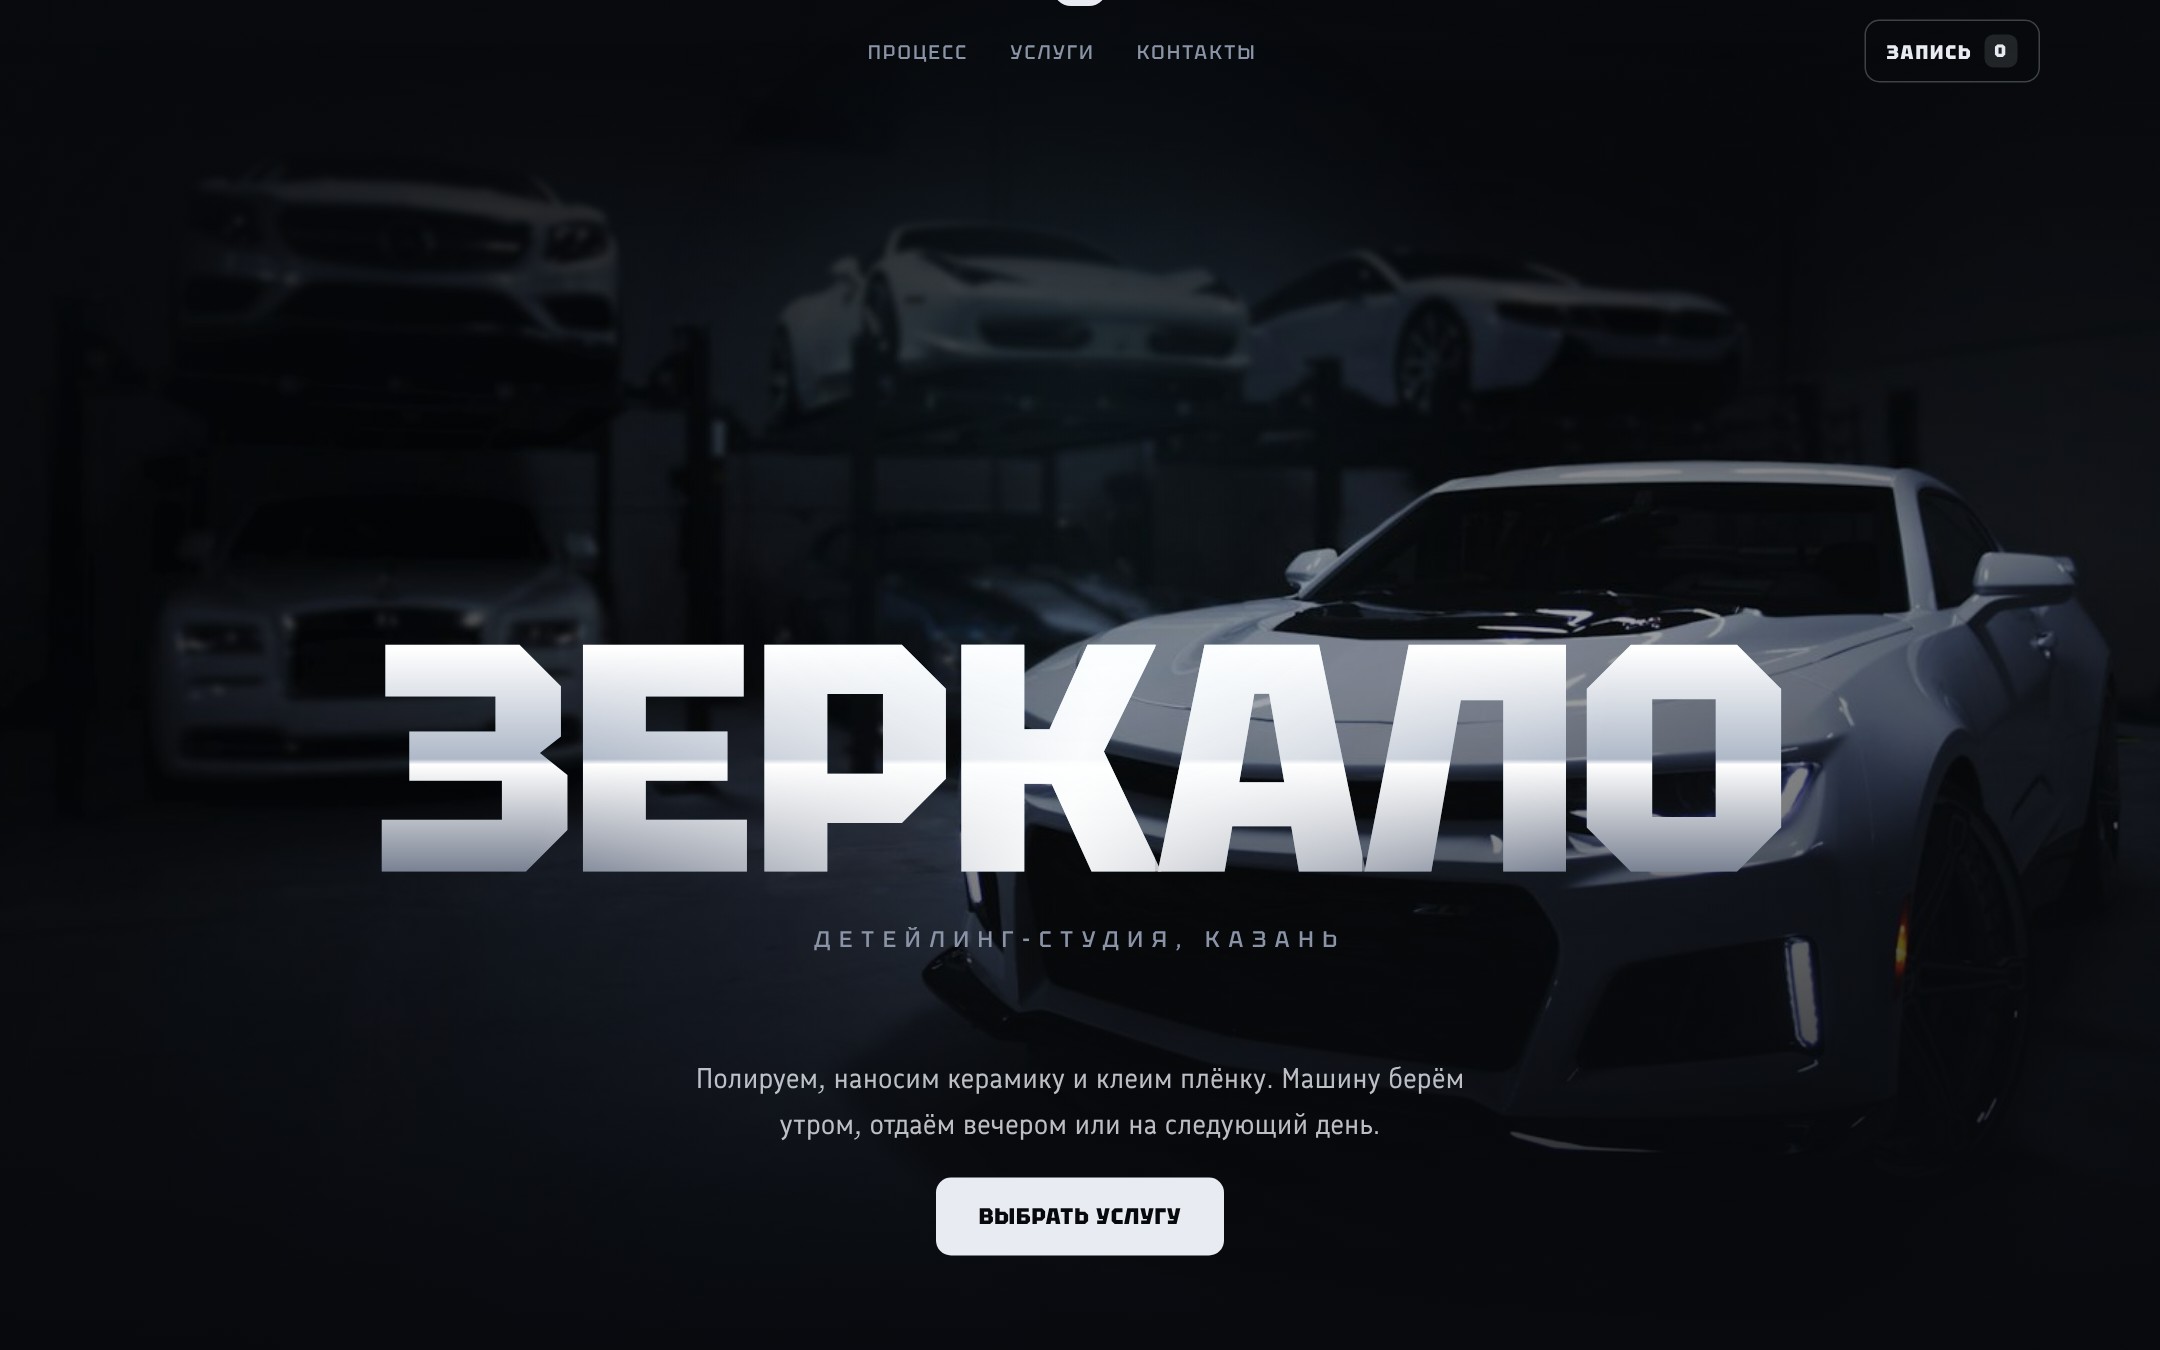 ПРОЦЕСС УСЛУГИ КОНТАКТЫ ЗАПИСЬ 0
ЗЕРКАЛО
ДЕТЕЙЛИНГ-СТУДИЯ, КАЗАНЬ
Полируем, наносим керамику и клеим плёнку. Машину берём
утром, отдаём вечером или на следующий день.
ВЫБРАТЬ УСЛУГУ